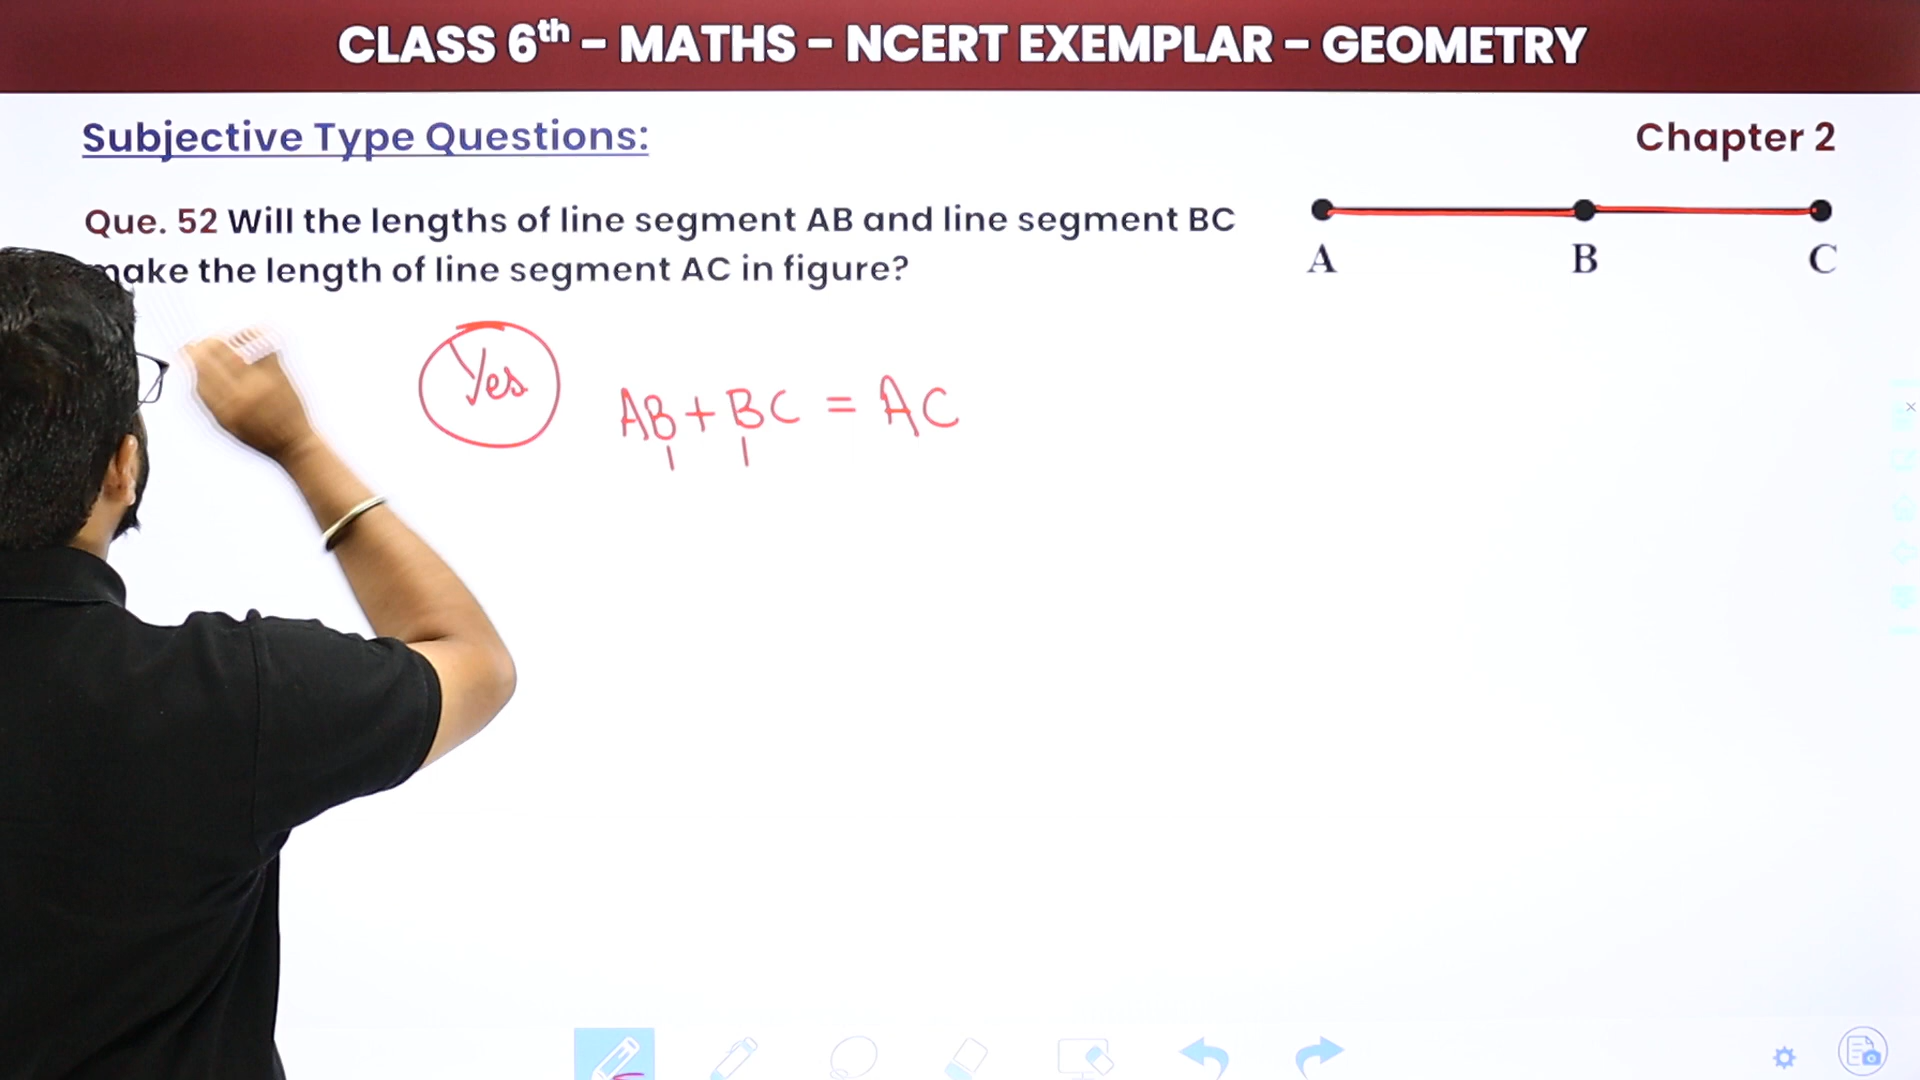 CLASS 6th – MATHS – NCERT EXEMPLAR – GEOMETRY
Subjective Type Questions:
Chapter 2
Que. 52 Will the lengths of line segment AB and line segment BC
make the length of line segment AC in figure?
A B C
Yes
AB + BC = AC